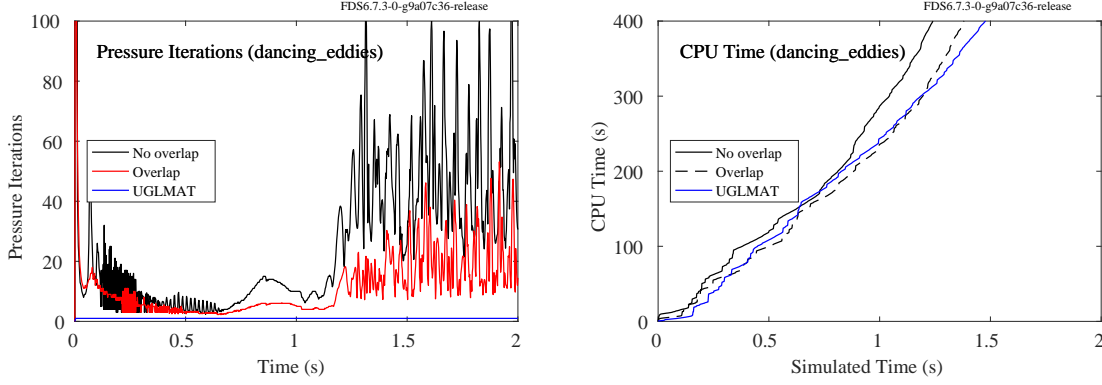 FDS6.7.3-0-g9a07c36-release
Pressure Iterations (dancing_eddies)
100
80
60
40
20
0
Pressure Iterations
No overlap
Overlap
UGLMAT
0 0.5 1 1.5 2
Time (s)
FDS6.7.3-0-g9a07c36-release
CPU Time (dancing_eddies)
400
300
200
100
0
CPU Time (s)
No overlap
Overlap
UGLMAT
0 0.5 1 1.5 2
Simulated Time (s)